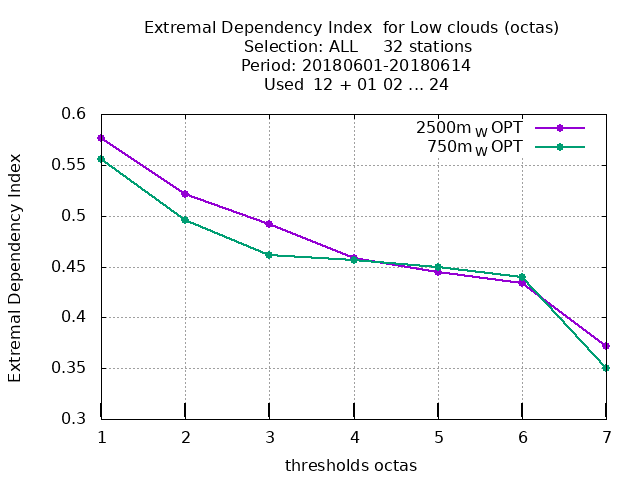 Extremal Dependency Index  for Low clouds (octas)
Selection: ALL     32 stations
Period: 20180601-20180614
Used  12 + 01 02 ... 24
2500m W OPT
750m W OPT
Extremal Dependency Index
0.6
0.55
0.5
0.45
0.4
0.35
0.3
1 2 3 4 5 6 7
thresholds octas